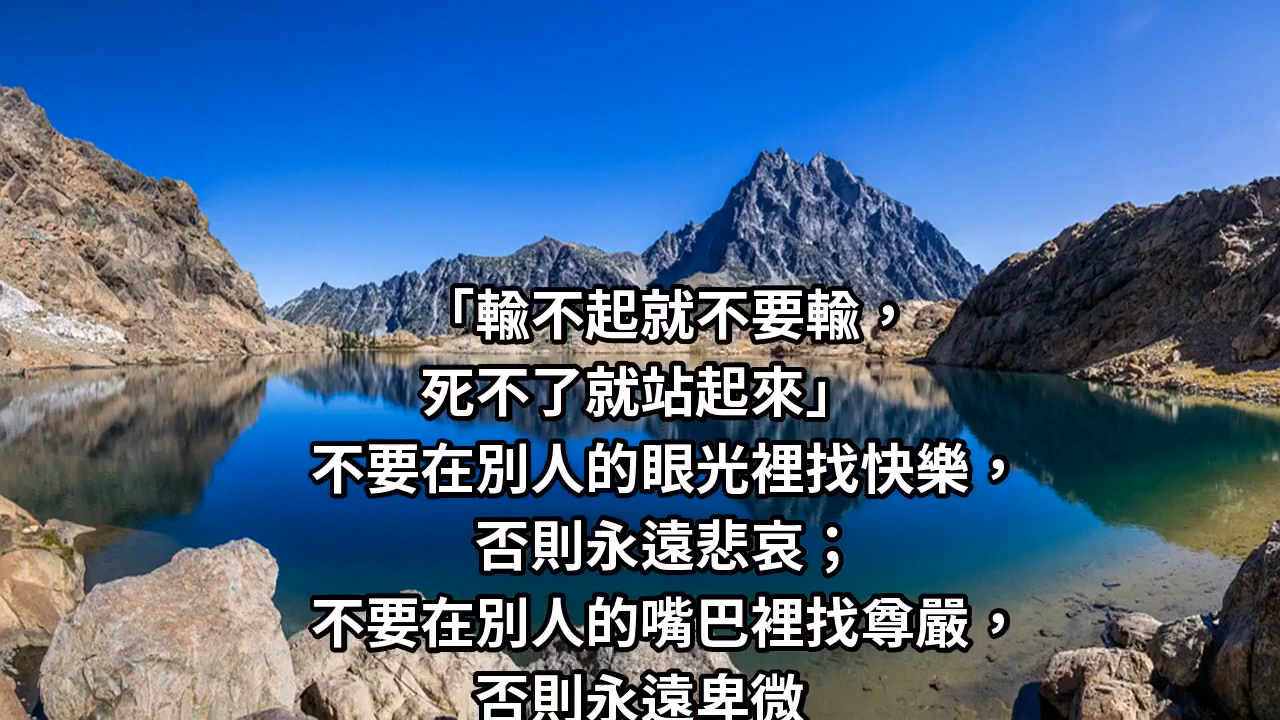 「輸不起就不要輸，
死不了就站起來」
不要在別人的眼光裡找快樂，
否則永遠悲哀；
不要在別人的嘴巴裡找尊嚴，
否則永遠卑微